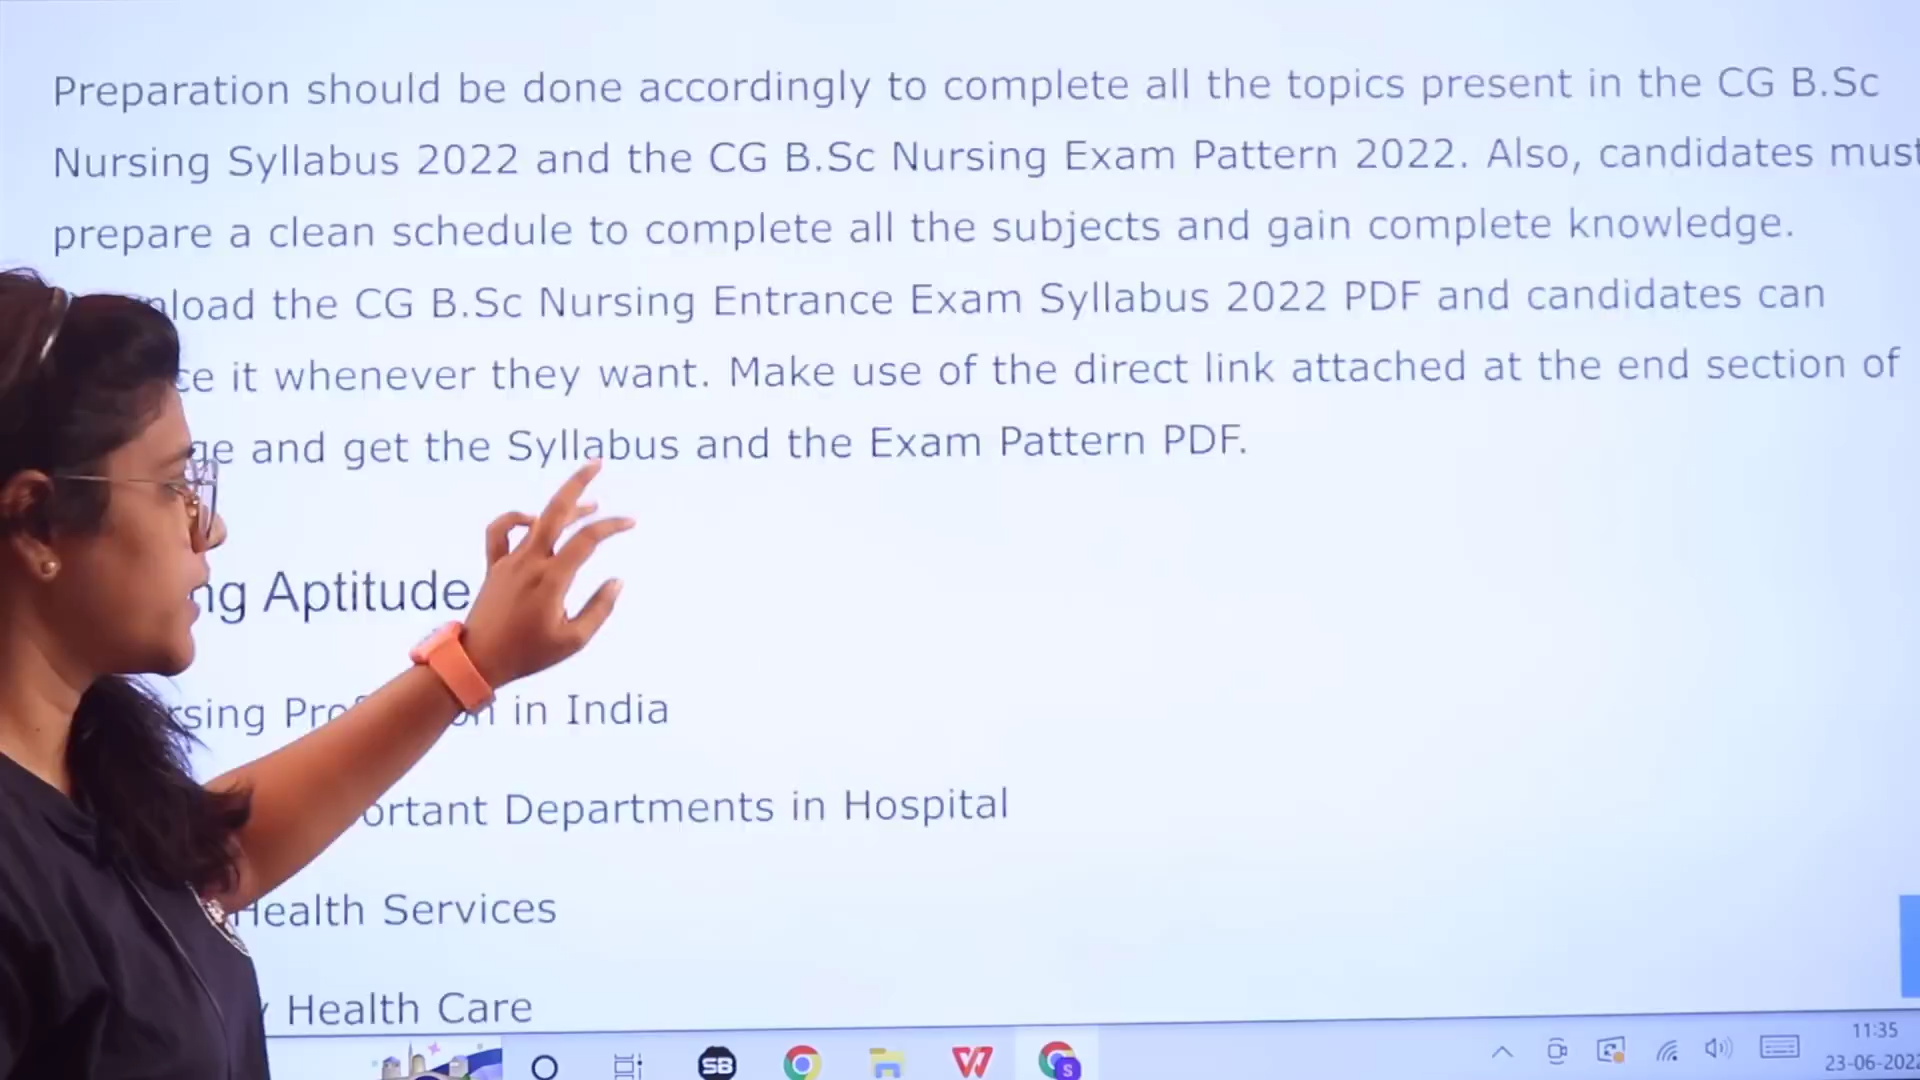 Preparation should be done accordingly to complete all the topics present in the CG B.Sc
Nursing Syllabus 2022 and the CG B.Sc Nursing Exam Pattern 2022. Also, candidates must
prepare a clean schedule to complete all the subjects and gain complete knowledge.
the CG B.Sc Nursing Entrance Exam Syllabus 2022 PDF and candidates can
it whenever they want. Make use of the direct link attached at the end section of
and get the Syllabus and the Exam Pattern PDF.
Aptitude
in India
Departments in Hospital
Health Services
Health Care
SB
S
11:35
23-06-2022